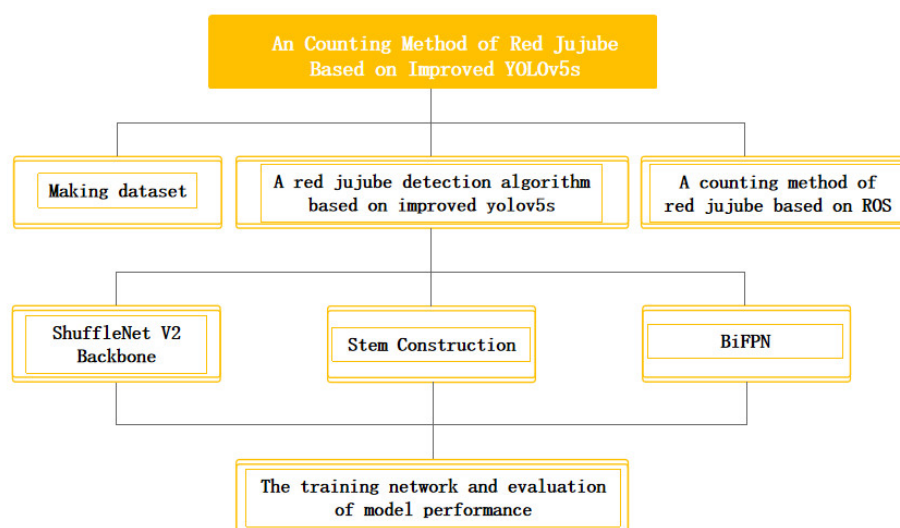 An Counting Method of Red Jujube
Based on Improved YOLOv5s
Making dataset
A red jujube detection algorithm
based on improved yolov5s
A counting method of
red jujube based on ROS
ShuffleNet V2
Backbone
Stem Construction
BiFPN
The training network and evaluation
of model performance